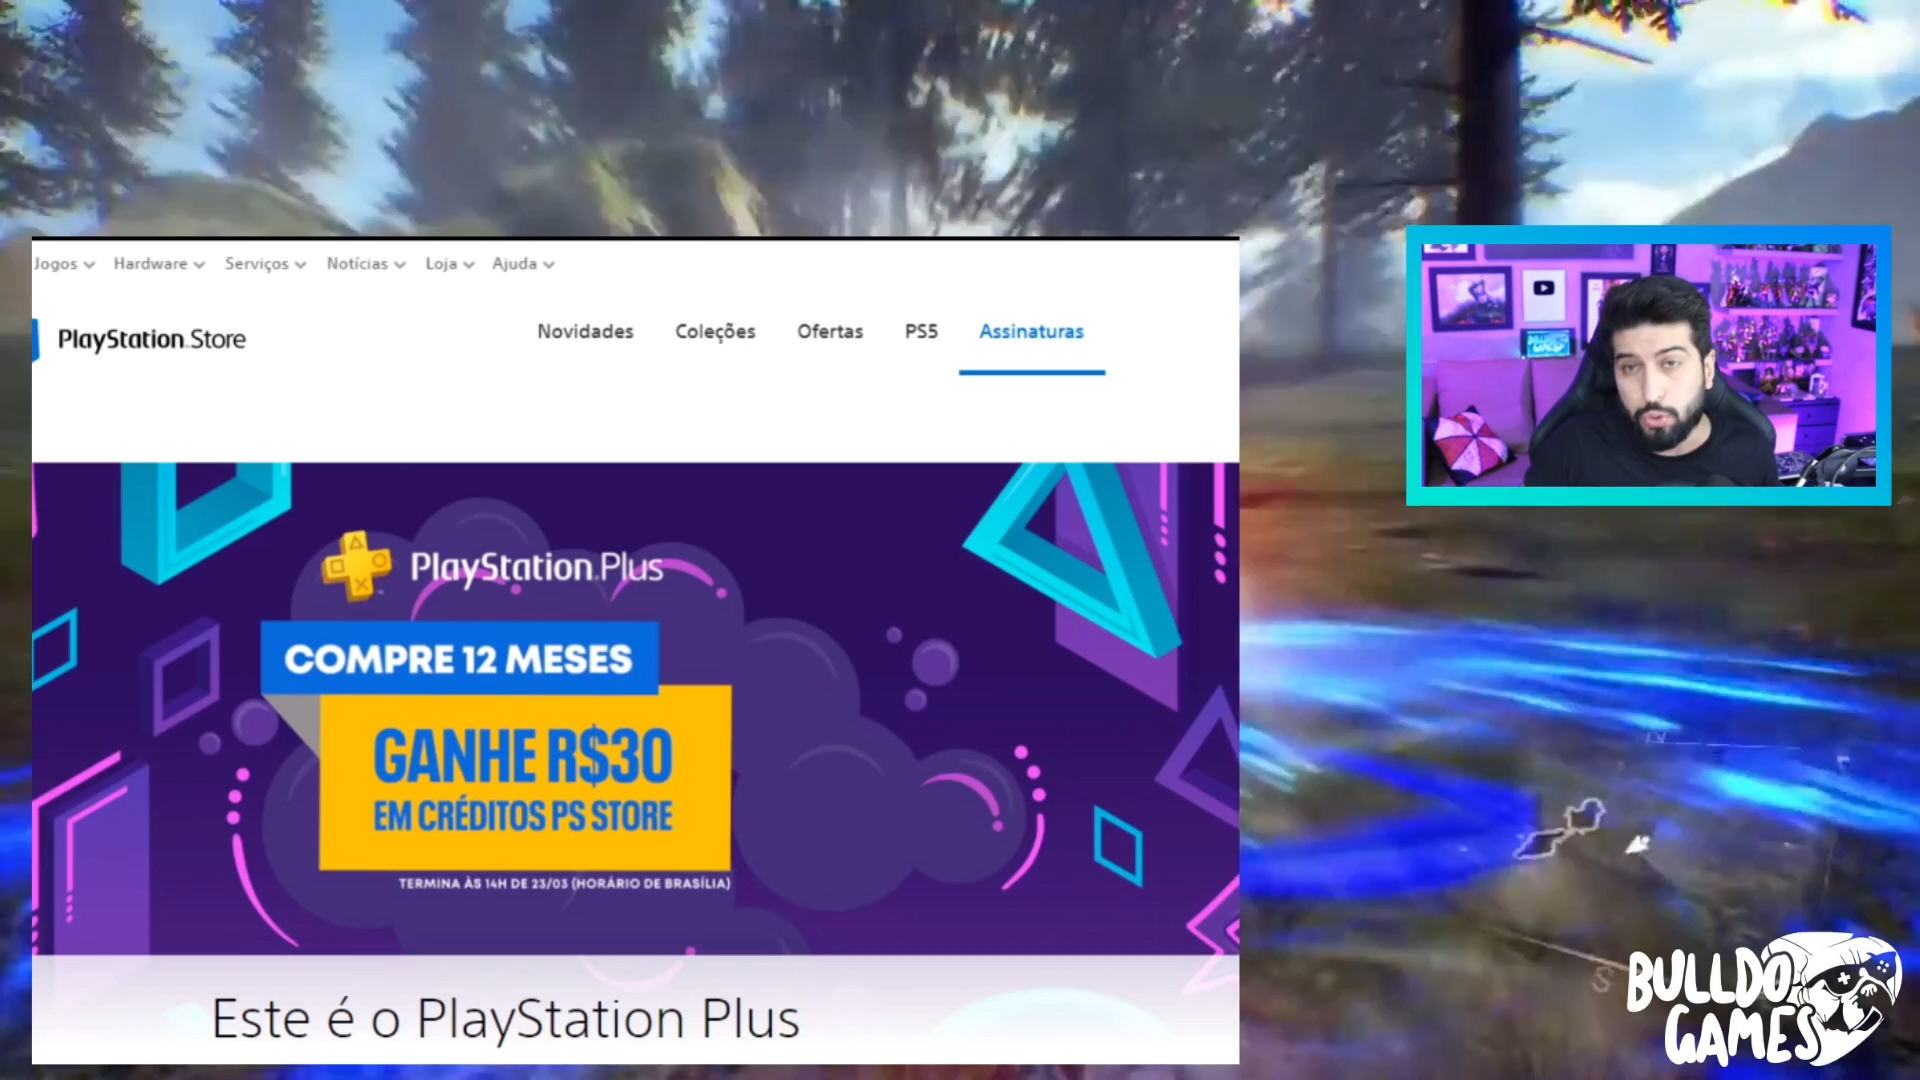 Jogos Hardware Serviços Notícias Loja Ajuda
PlayStation Store
Novidades Coleções Ofertas PS5 Assinaturas
PlayStation Plus
COMPRE 12 MESES
GANHE R$30
EM CRÉDITOS PS STORE
TERMINA ÀS 14H DE 23/03 (HORÁRIO DE BRASÍLIA)
Este é o PlayStation Plus
BULLDOG
GAMES